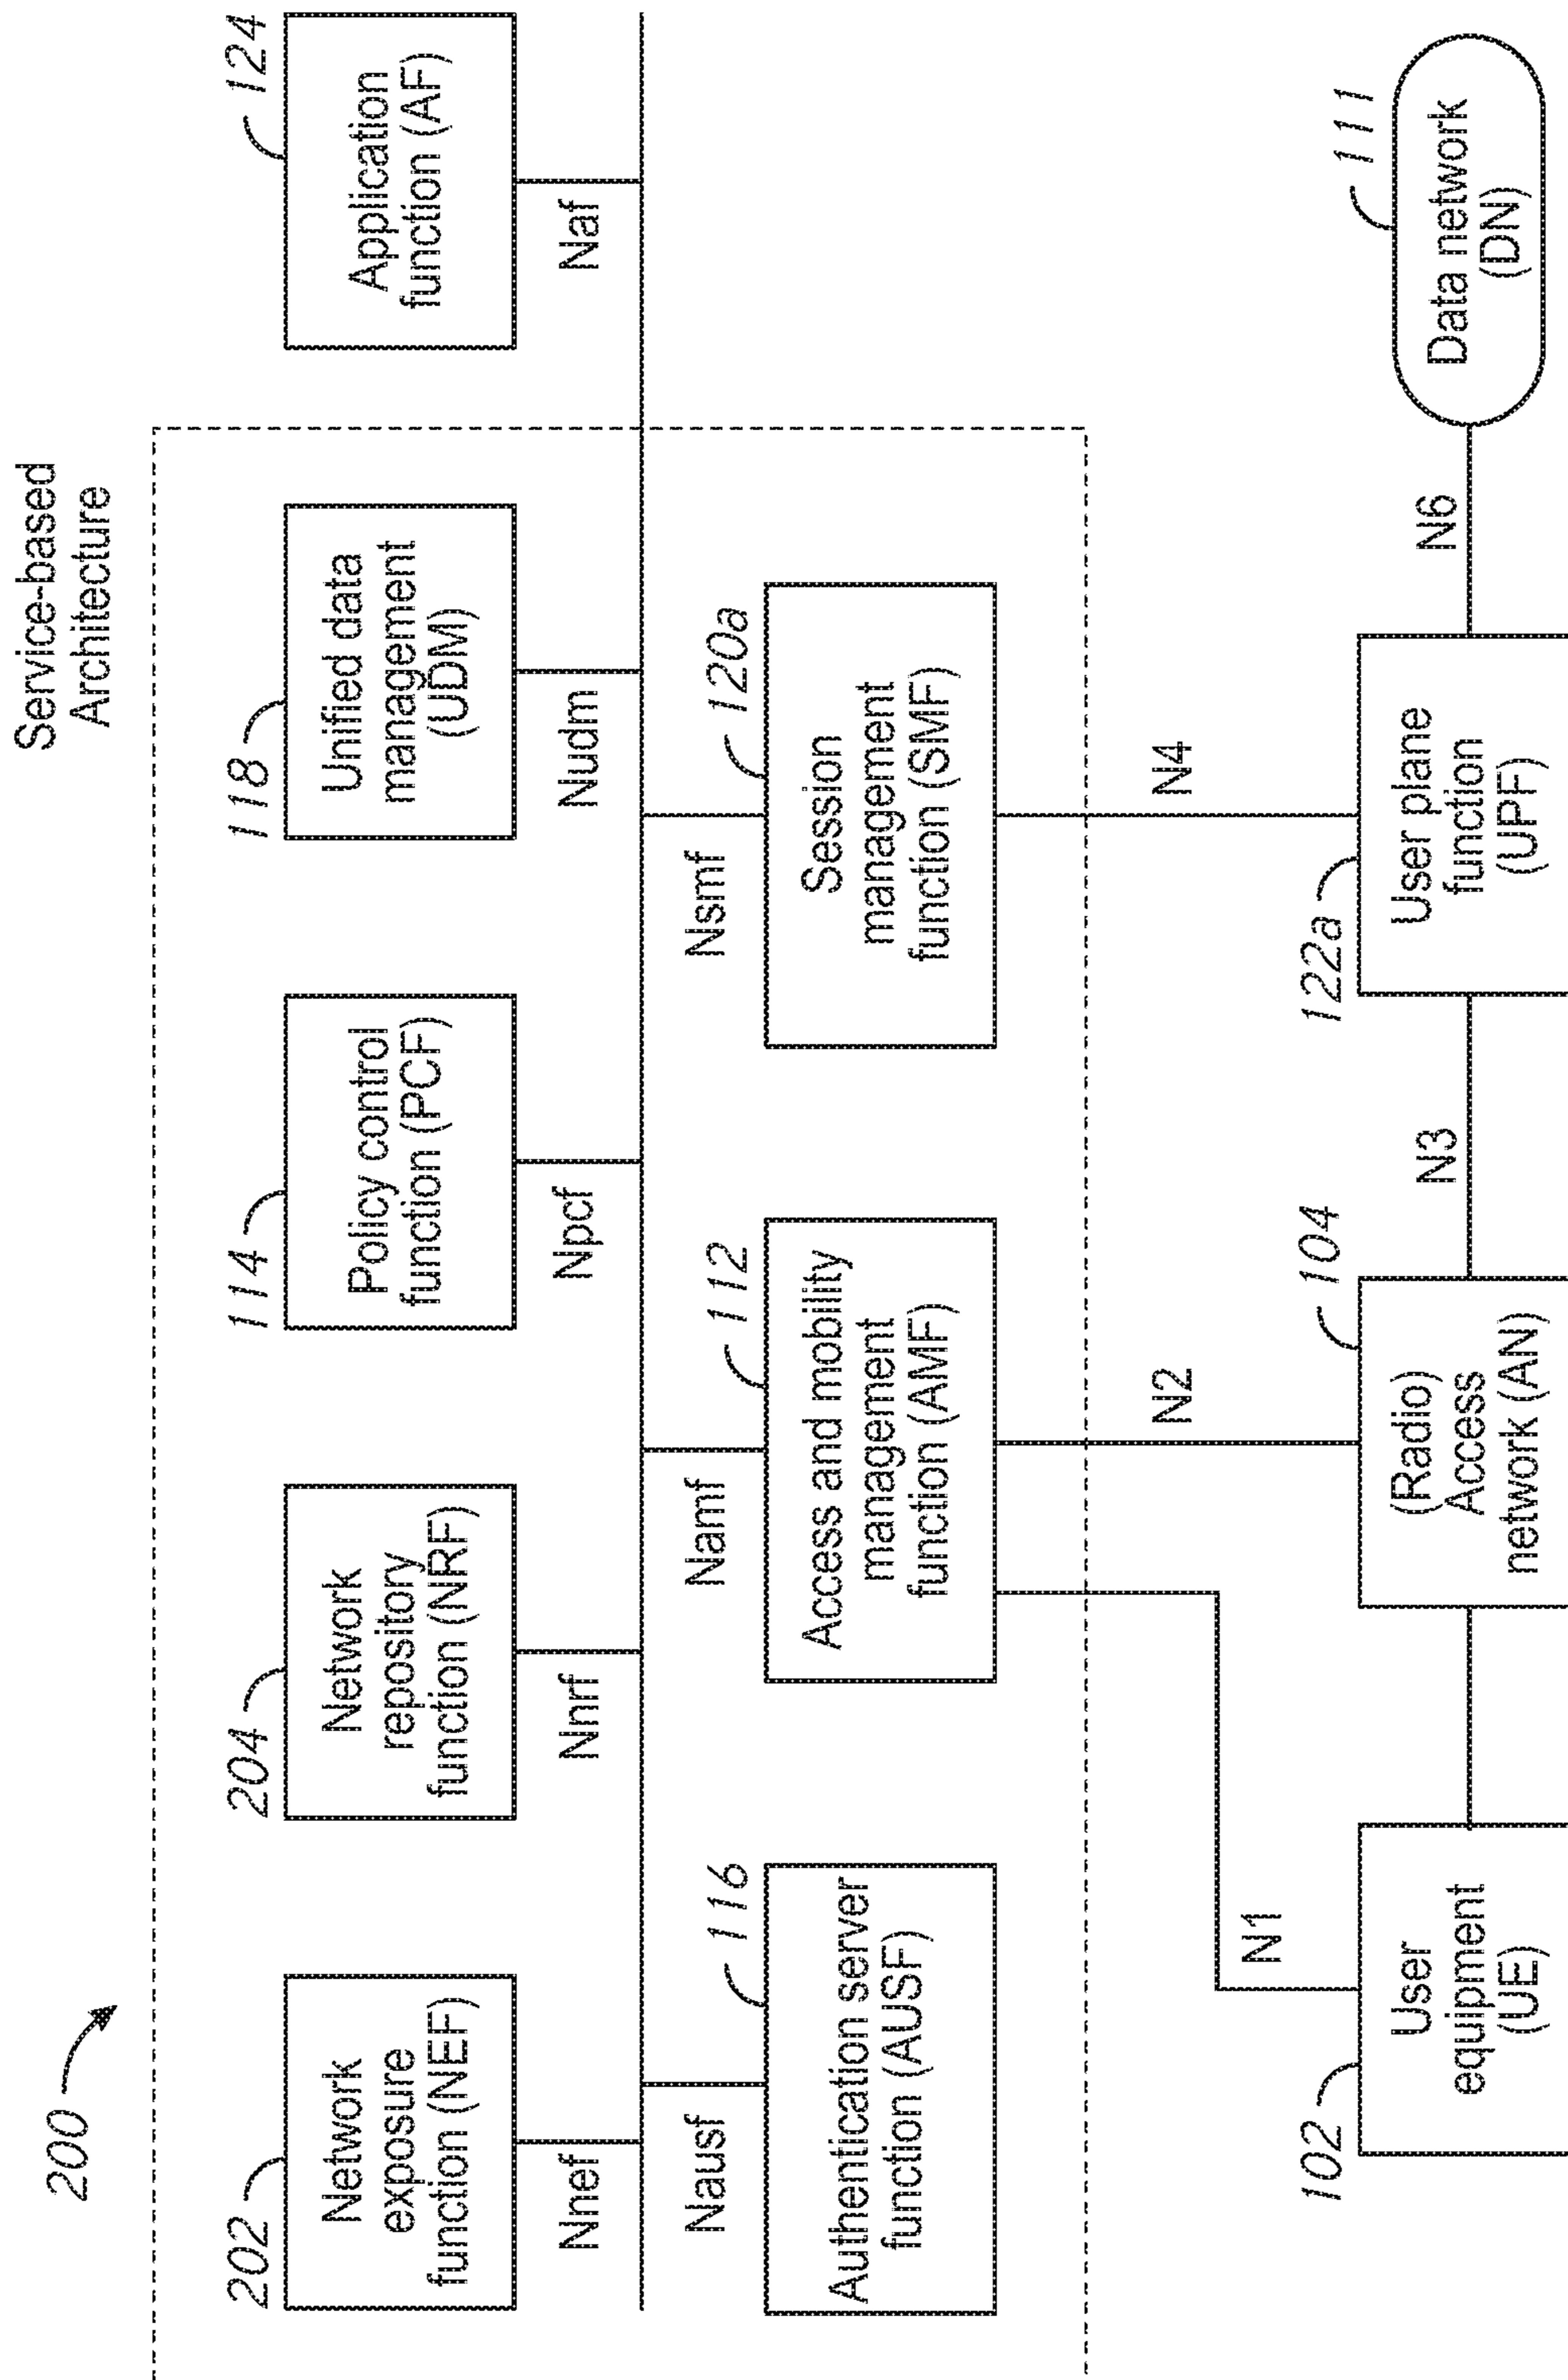 200
Service-based
Architecture
202
Network
exposure
function (NEF)
204
Network
repository
function (NRF)
114
Policy control
function (PCF)
118
Unified data
management
(UDM)
124
Application
function (AF)
Nnef
Nnrf
Npcf
Nudm
Naf
Nausf
116
Namf
112
Nsmf
120a
Authentication server
function (AUSF)
Access and mobility
management
function (AMF)
Session
management
function (SMF)
N1
N2
N4
102
User
equipment
(UE)
104
(Radio)
Access
network (AN)
N3
122a
User plane
function
(UPF)
N6
111
Data network
(DN)